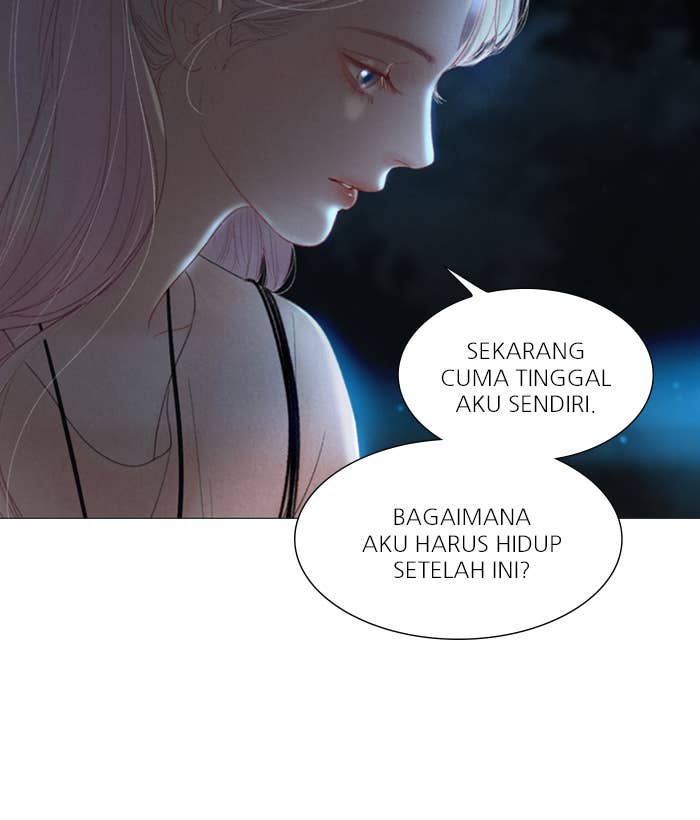 SEKARANG
CUMA TINGGAL
AKU SENDIRI.
BAGAIMANA
AKU HARUS HIDUP
SETELAH INI?